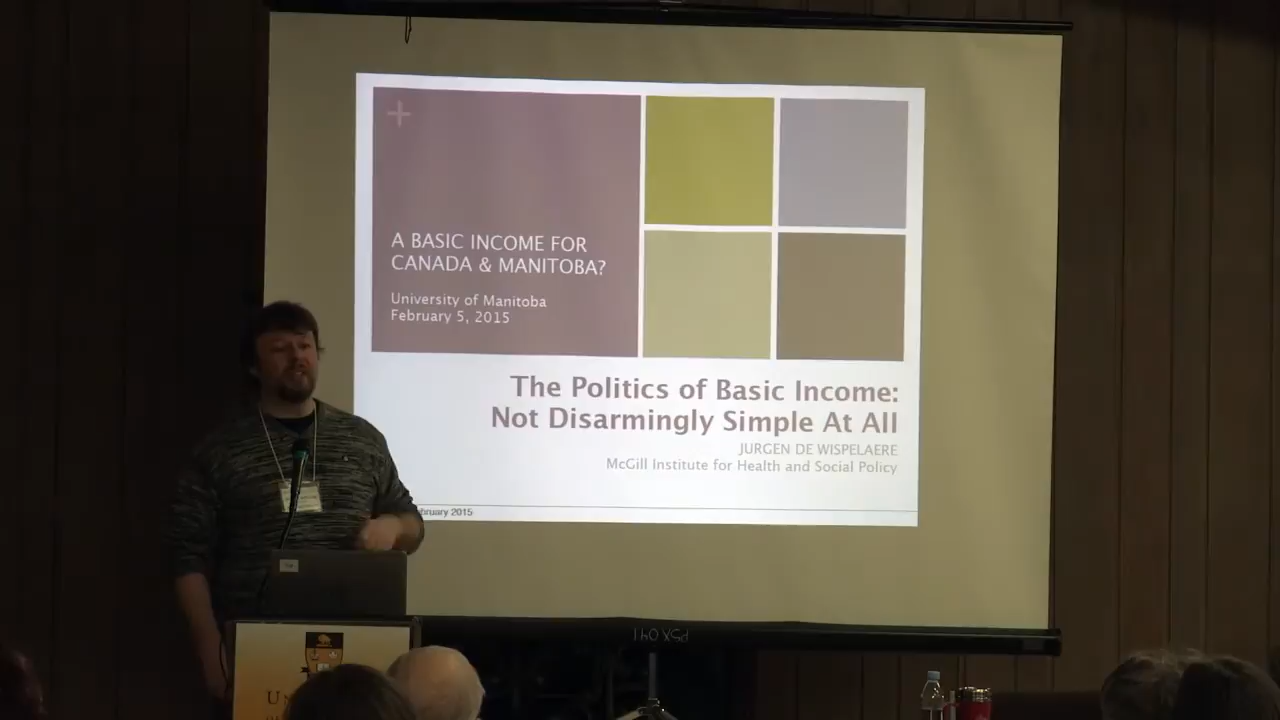 +
A BASIC INCOME FOR
CANADA & MANITOBA?
University of Manitoba
February 5, 2015
The Politics of Basic Income:
Not Disarmingly Simple At All
JURGEN DE WISPELAERE
McGill Institute for Health and Social Policy
bruary 2015